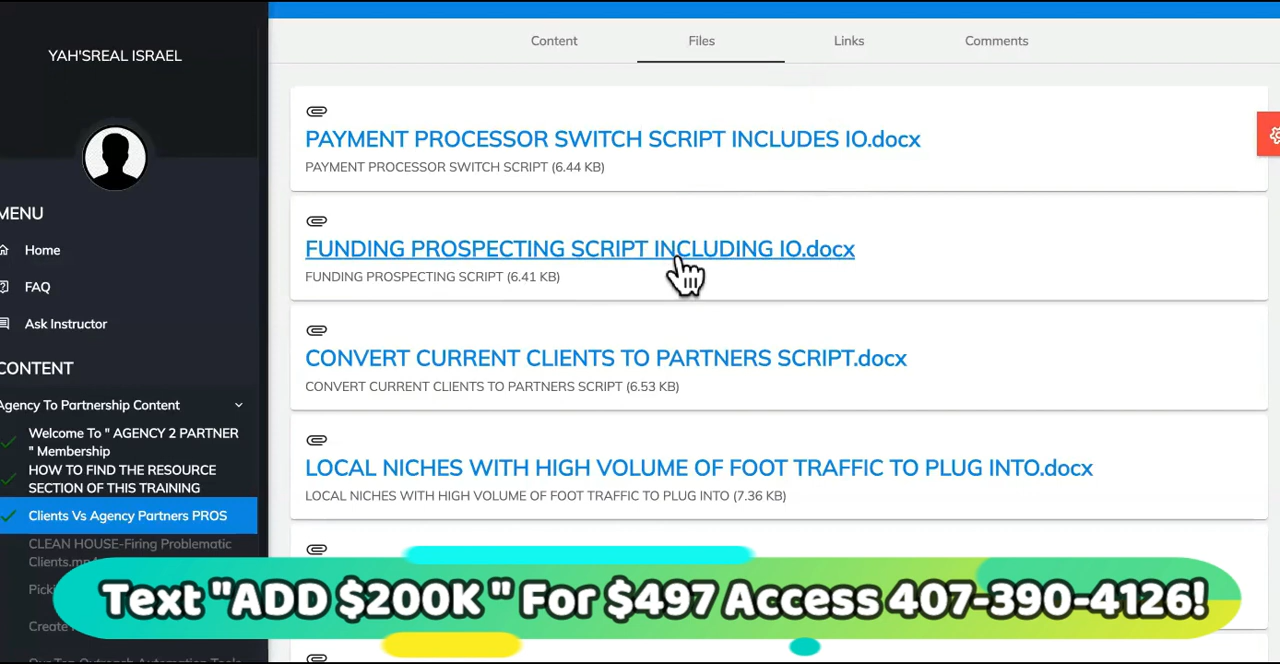 YAH'SREAL ISRAEL
MENU
Home
FAQ
Ask Instructor
CONTENT
Agency To Partnership Content
Welcome To " AGENCY 2 PARTNER
" Membership
HOW TO FIND THE RESOURCE
SECTION OF THIS TRAINING
Clients Vs Agency Partners PROS
CLEAN HOUSE-Firing Problematic
Content
Files
Links
Comments
PAYMENT PROCESSOR SWITCH SCRIPT INCLUDES IO.docx
PAYMENT PROCESSOR SWITCH SCRIPT (6.44 KB)
FUNDING PROSPECTING SCRIPT INCLUDING IO.docx
FUNDING PROSPECTING SCRIPT (6.41 KB)
CONVERT CURRENT CLIENTS TO PARTNERS SCRIPT.docx
CONVERT CURRENT CLIENTS TO PARTNERS SCRIPT (6.53 KB)
LOCAL NICHES WITH HIGH VOLUME OF FOOT TRAFFIC TO PLUG INTO.docx
LOCAL NICHES WITH HIGH VOLUME OF FOOT TRAFFIC TO PLUG INTO (7.36 KB)
Text "ADD $200K " For $497 Access 407-390-4126!